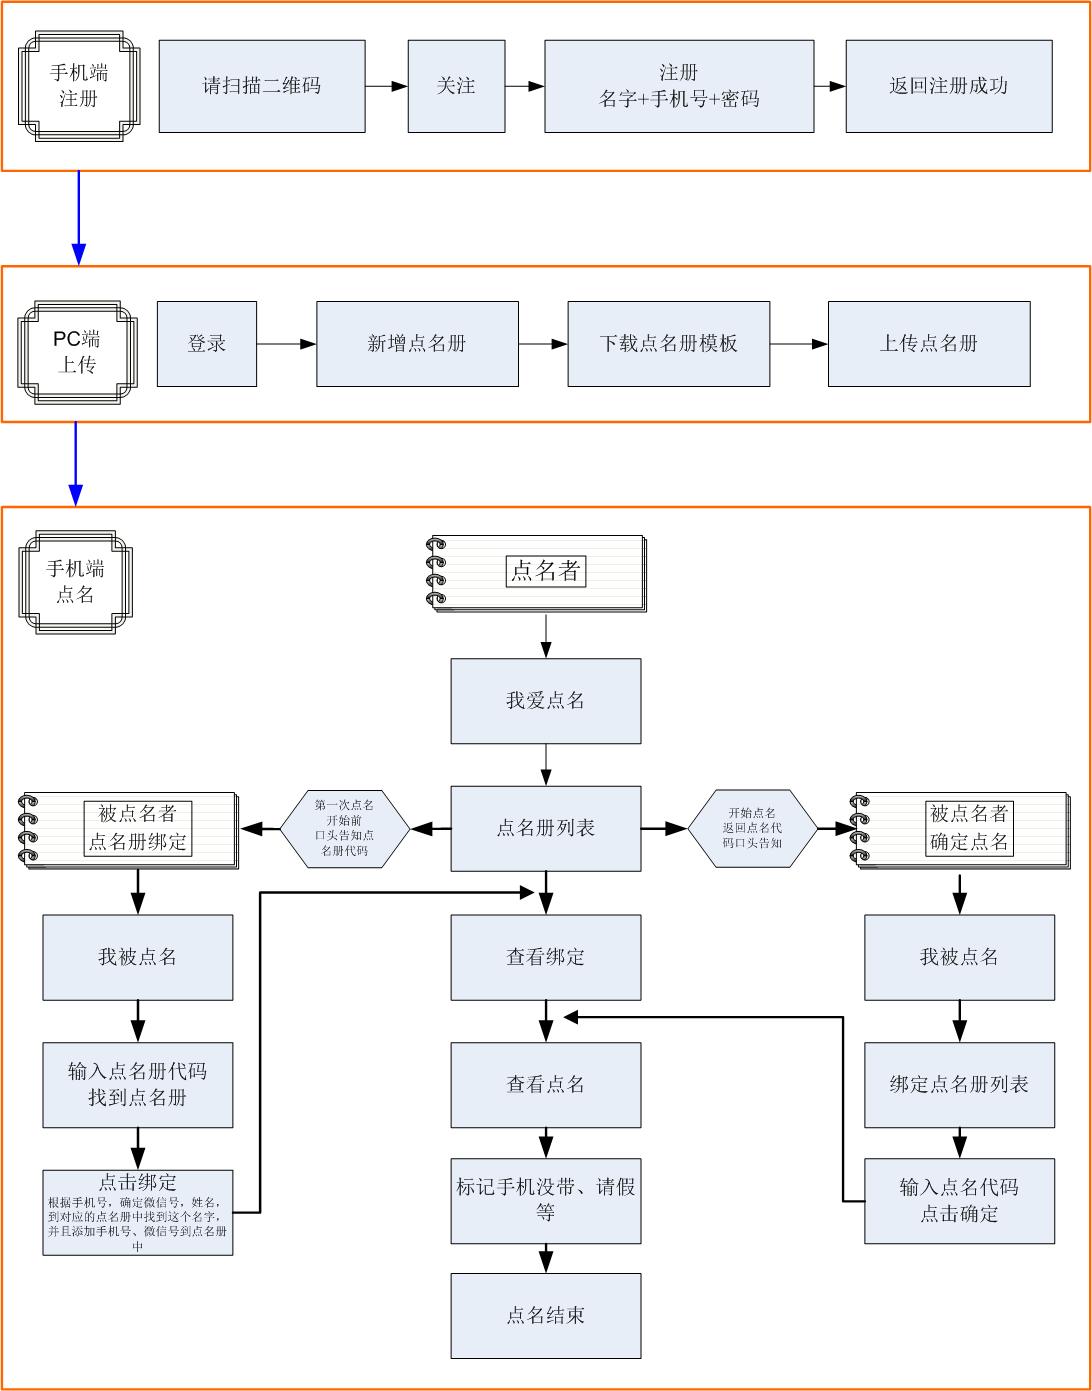 手机端
注册
请扫描二维码
关注
注册
名字+手机号+密码
返回注册成功
PC端
上传
登录
新增点名册
下载点名册模板
上传点名册
手机端
点名
点名者
我爱点名
被点名者
点名册绑定
第一次点名
开始前
口头告知点
名册代码
点名册列表
开始点名
返回点名代
码口头告知
被点名者
确定点名
我被点名
查看绑定
我被点名
输入点名册代码
找到点名册
查看点名
绑定点名册列表
点击绑定
根据手机号，确定微信号，姓名，
到对应的点名册中找到这个名字，
并且添加手机号、微信号到点名册
中
标记手机没带、请假
等
输入点名代码
点击确定
点名结束